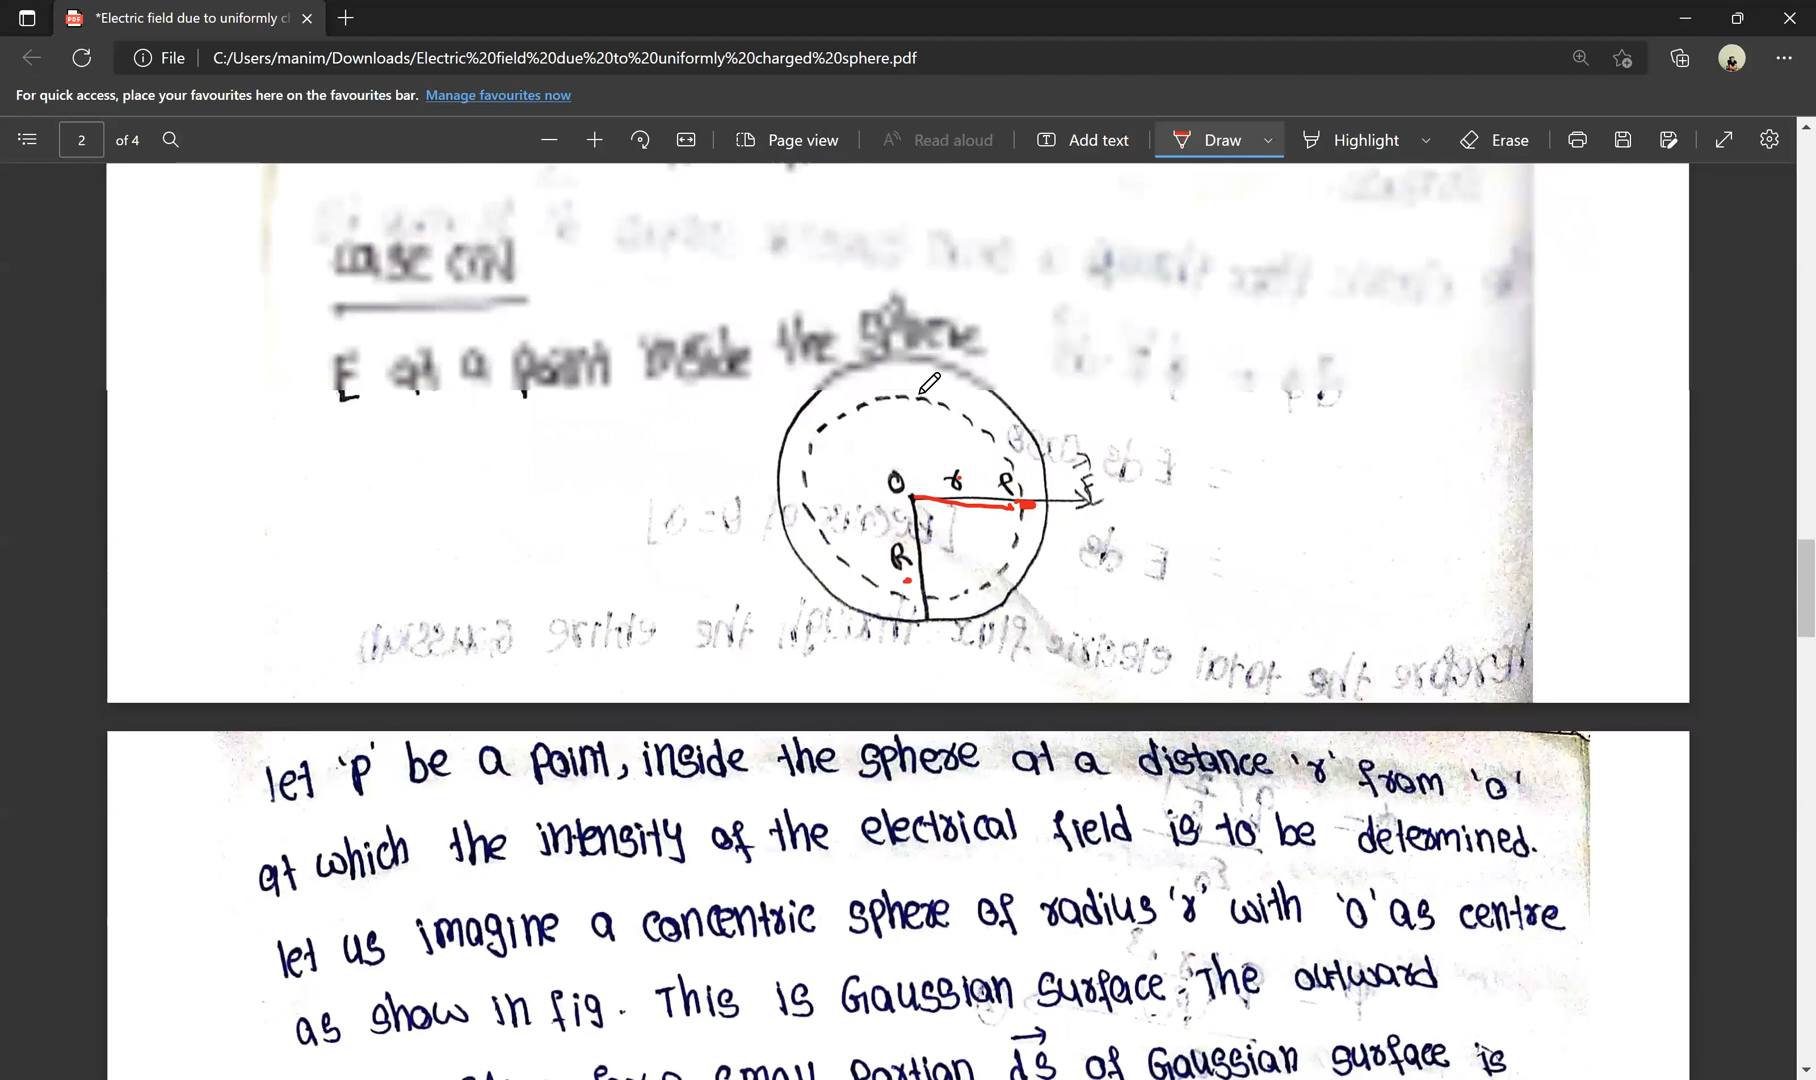 *Electric field due to uniformly c
File C:/Users/manim/Downloads/Electric%20field%20due%20to%20uniformly%20charged%20sphere.pdf
For quick access, place your favourites here on the favourites bar. Manage favourites now
2 of 4 Page view Read aloud Add text Draw Highlight Erase
case
E at a point inside the sphere
O r P E
R
let 'p' be a point, inside the sphere at a distance 'r' from 'o'
at which the intensity of the electrical field is to be determined.
let us imagine a concentric sphere of radius 'r' with 'o' as centre
as show in fig. This is Gaussian surface. The outward
small portion ds of Gaussian surface is